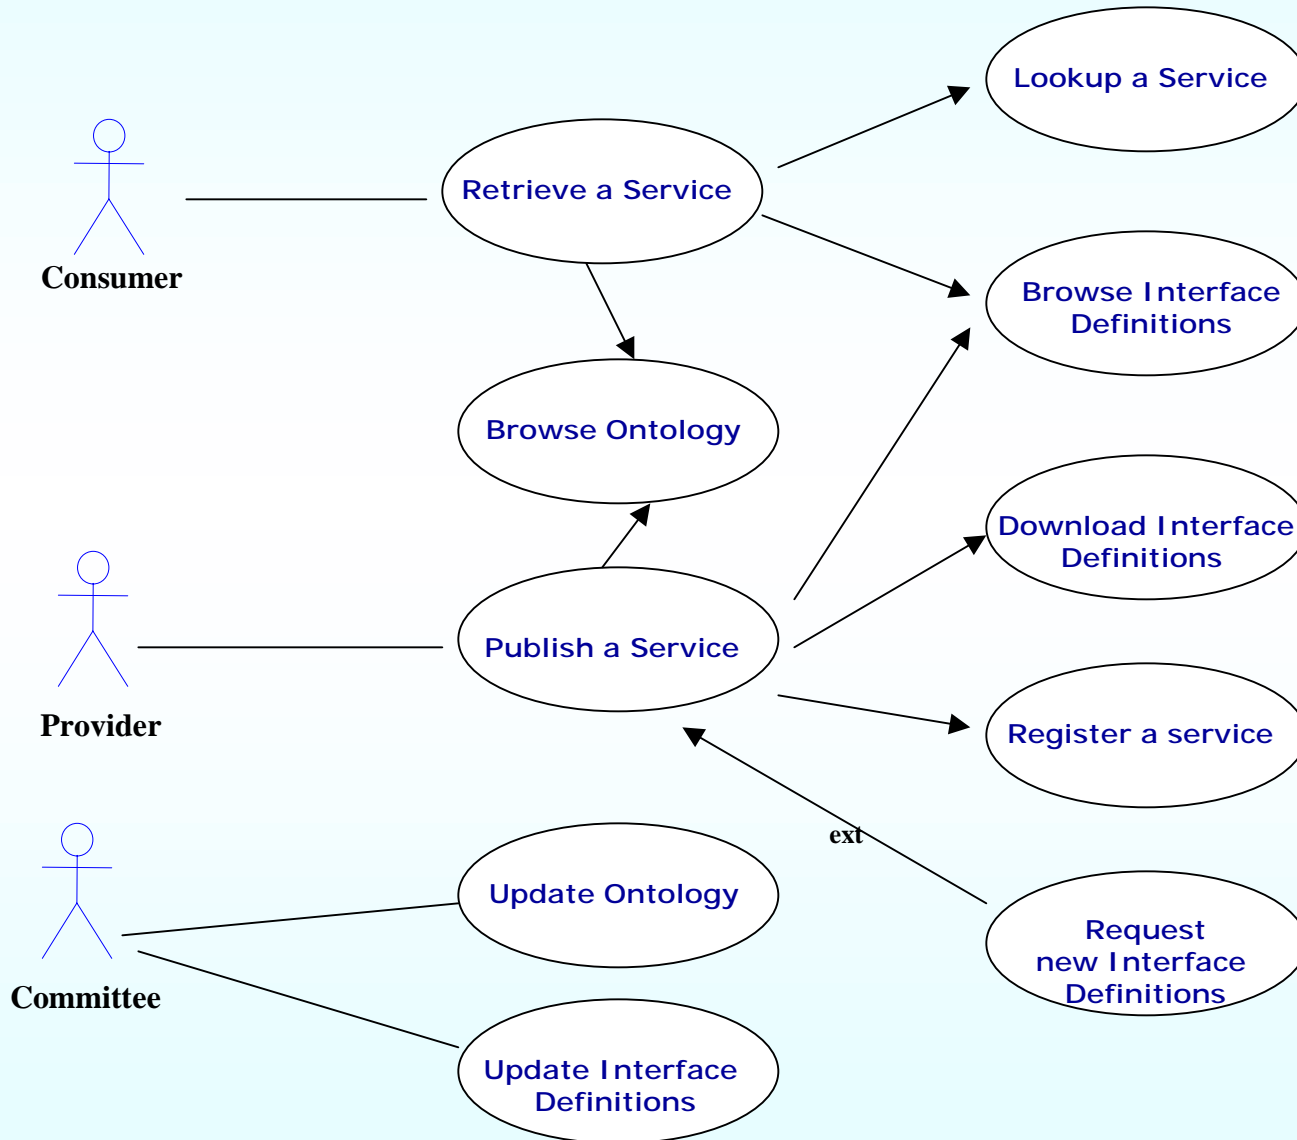 Lookup a Service
Retrieve a Service
Consumer
Browse Interface
Definitions
Browse Ontology
Download Interface
Definitions
Publish a Service
Provider
Register a service
ext
Update Ontology
Request
new Interface
Definitions
Committee
Update Interface
Definitions